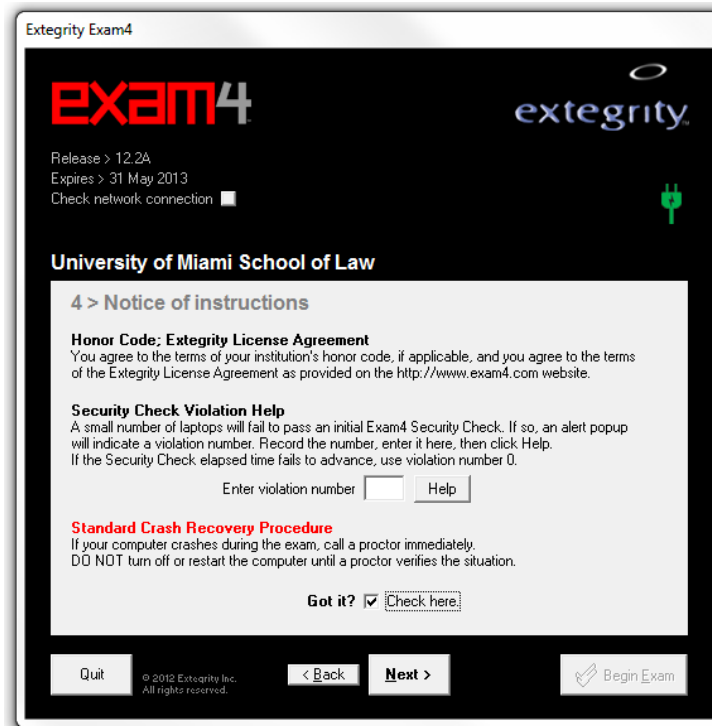 Extegrity Exam4
exam4
extegrity
Release > 12.2A
Expires > 31 May 2013
Check network connection
University of Miami School of Law
4 > Notice of instructions
Honor Code; Extegrity License Agreement
You agree to the terms of your institution's honor code, if applicable, and you agree to the terms
of the Extegrity License Agreement as provided on the http://www.exam4.com website.
Security Check Violation Help
A small number of laptops will fail to pass an initial Exam4 Security Check. If so, an alert popup
will indicate a violation number. Record the number, enter it here, then click Help.
If the Security Check elapsed time fails to advance, use violation number 0.
Enter violation number Help
Standard Crash Recovery Procedure
If your computer crashes during the exam, call a proctor immediately.
DO NOT turn off or restart the computer until a proctor verifies the situation.
Got it? Check here.
Quit
© 2012 Extegrity Inc.
All rights reserved.
< Back
Next >
Begin Exam